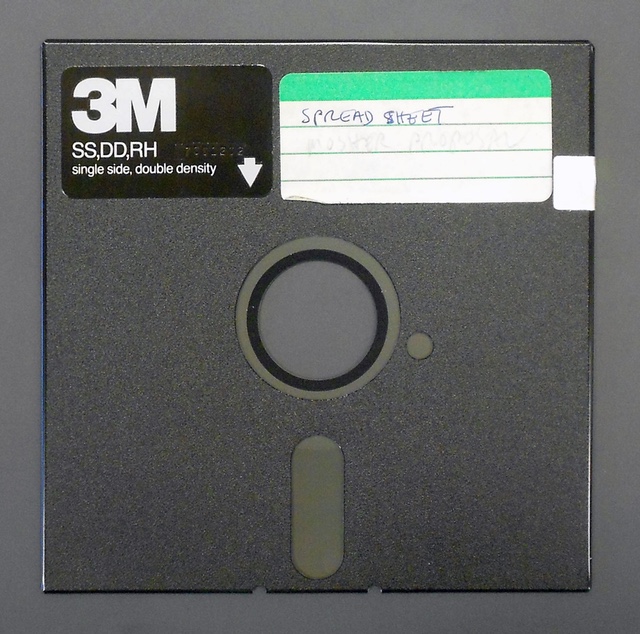 3M
SS,DD,RH
single side, double density
SPREAD SHEET